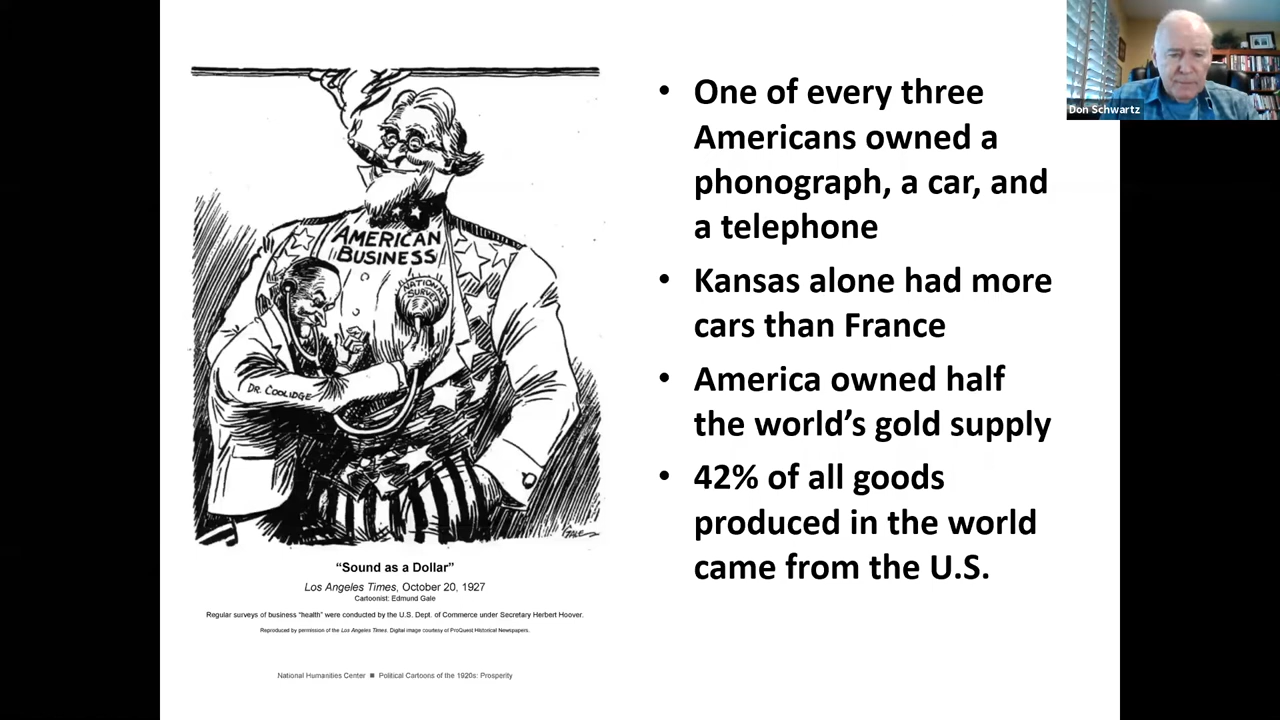 AMERICAN
BUSINESS
NATIONAL
SURVEY
DR. COOLIDGE
GALE
“Sound as a Dollar”
Los Angeles Times, October 20, 1927
Cartoonist: Edmund Gale
Regular surveys of business “health” were conducted by the U.S. Dept. of Commerce under Secretary Herbert Hoover.
Reproduced by permission of the Los Angeles Times. Digital image courtesy of ProQuest Historical Newspapers.
National Humanities Center ■ Political Cartoons of the 1920s: Prosperity
• One of every three
Americans owned a
phonograph, a car, and
a telephone
• Kansas alone had more
cars than France
• America owned half
the world’s gold supply
• 42% of all goods
produced in the world
came from the U.S.
Don Schwartz